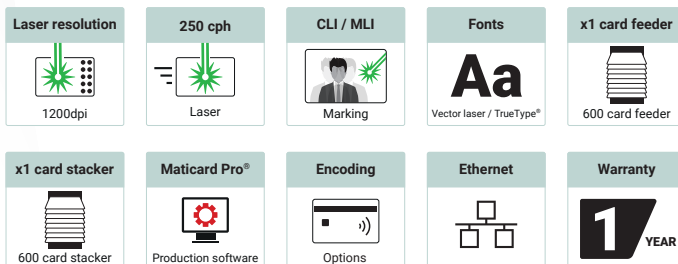 Laser resolution
250 cph
CLI / MLI
Fonts
x1 card feeder
Aa
1200dpi
Laser
Marking
Vector laser / TrueType®
600 card feeder
x1 card stacker
Maticard Pro®
Encoding
Ethernet
Warranty
1 YEAR
600 card stacker
Production software
Options